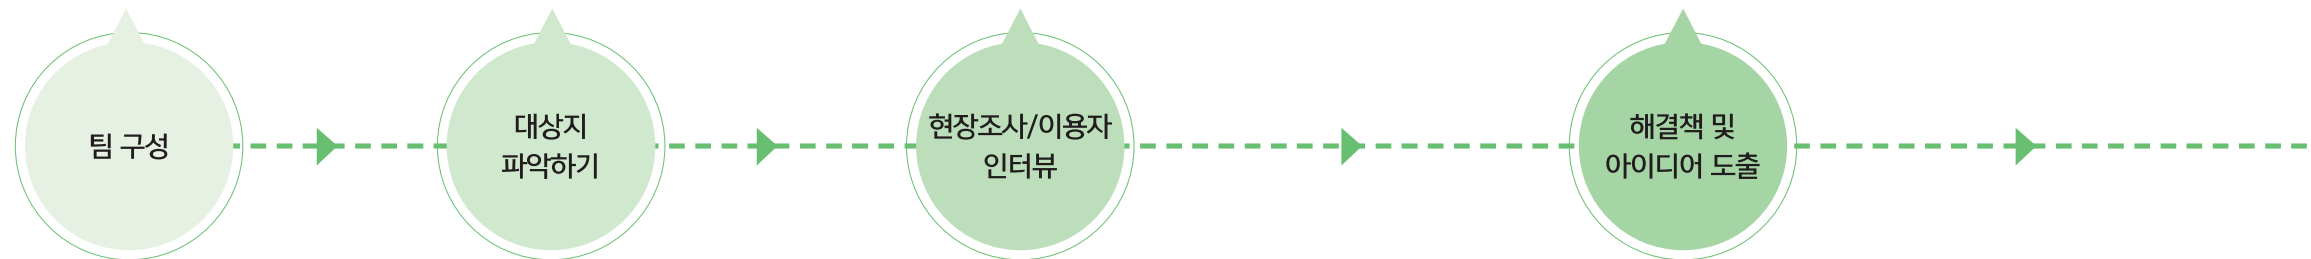 팀 구성
대상지
파악하기
현장조사/이용자
인터뷰
해결책 및
아이디어 도출